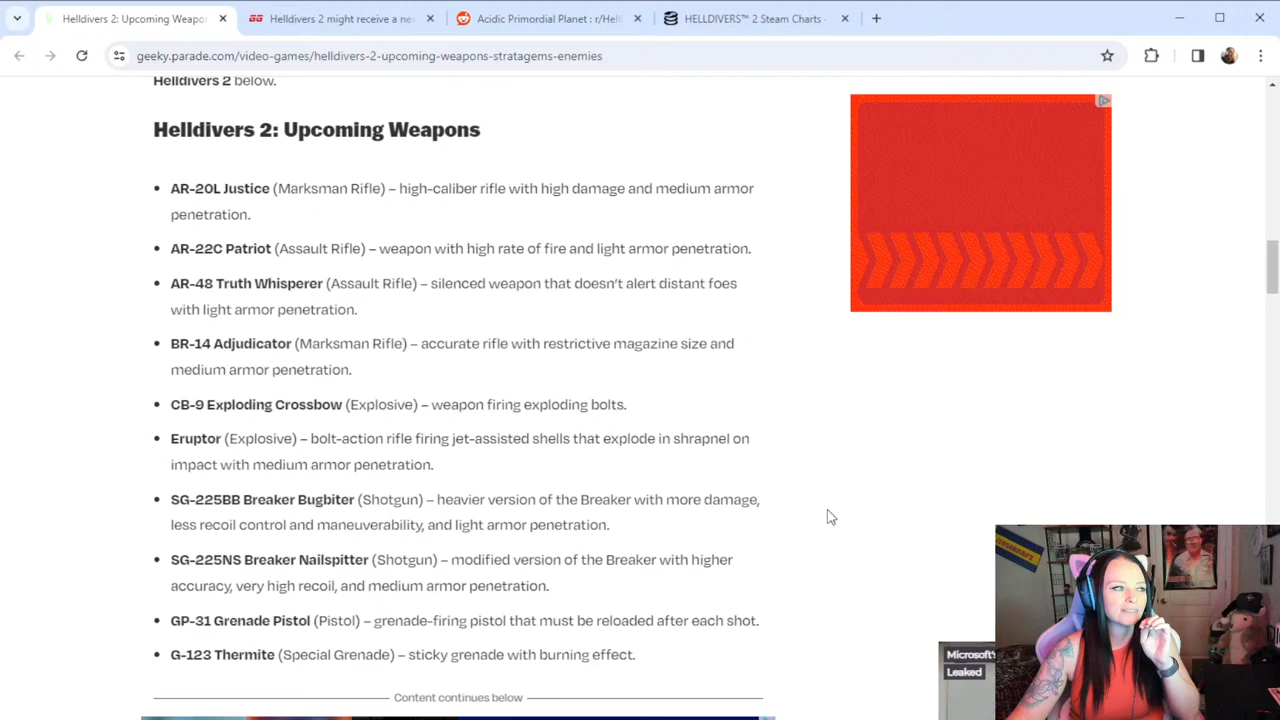 Helldivers 2: Upcoming Weapon
Helldivers 2 might receive a ne
Acidic Primordial Planet : r/Hell
HELLDIVERS™ 2 Steam Charts
geeky.parade.com/video-games/helldivers-2-upcoming-weapons-stratagems-enemies
Helldivers 2 below.
Helldivers 2: Upcoming Weapons
• AR-20L Justice (Marksman Rifle) – high-caliber rifle with high damage and medium armor
penetration.
• AR-22C Patriot (Assault Rifle) – weapon with high rate of fire and light armor penetration.
• AR-48 Truth Whisperer (Assault Rifle) – silenced weapon that doesn't alert distant foes
with light armor penetration.
• BR-14 Adjudicator (Marksman Rifle) – accurate rifle with restrictive magazine size and
medium armor penetration.
• CB-9 Exploding Crossbow (Explosive) – weapon firing exploding bolts.
• Eruptor (Explosive) – bolt-action rifle firing jet-assisted shells that explode in shrapnel on
impact with medium armor penetration.
• SG-225BB Breaker Bugbiter (Shotgun) – heavier version of the Breaker with more damage,
less recoil control and maneuverability, and light armor penetration.
• SG-225NS Breaker Nailspitter (Shotgun) – modified version of the Breaker with higher
accuracy, very high recoil, and medium armor penetration.
• GP-31 Grenade Pistol (Pistol) – grenade-firing pistol that must be reloaded after each shot.
• G-123 Thermite (Special Grenade) – sticky grenade with burning effect.
Content continues below
Microsoft's
Leaked